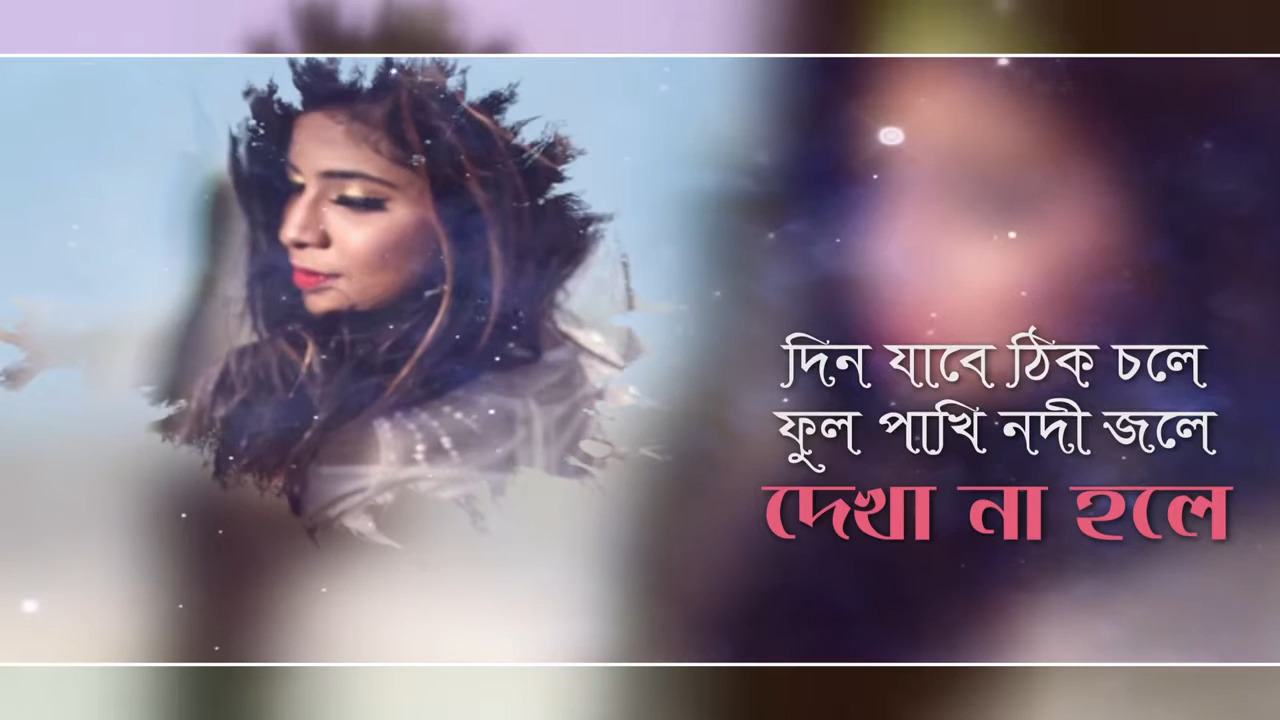 দিন যাবে ঠিক চলে
ফুল পাখি নদী জলে
দেখা না হলে